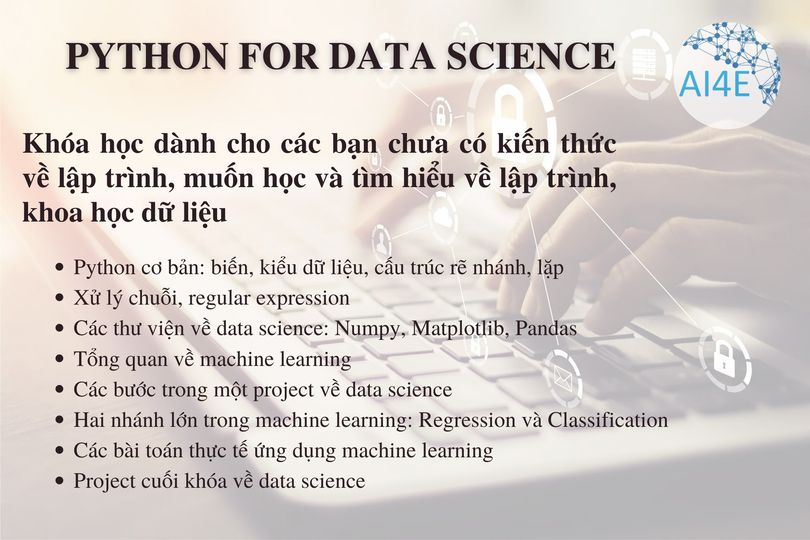 PYTHON FOR DATA SCIENCE
AI4E
Khóa học dành cho các bạn chưa có kiến thức
về lập trình, muốn học và tìm hiểu về lập trình,
khoa học dữ liệu
• Python cơ bản: biến, kiểu dữ liệu, cấu trúc rẽ nhánh, lặp
• Xử lý chuỗi, regular expression
• Các thư viện về data science: Numpy, Matplotlib, Pandas
• Tổng quan về machine learning
• Các bước trong một project về data science
• Hai nhánh lớn trong machine learning: Regression và Classification
• Các bài toán thực tế ứng dụng machine learning
• Project cuối khóa về data science